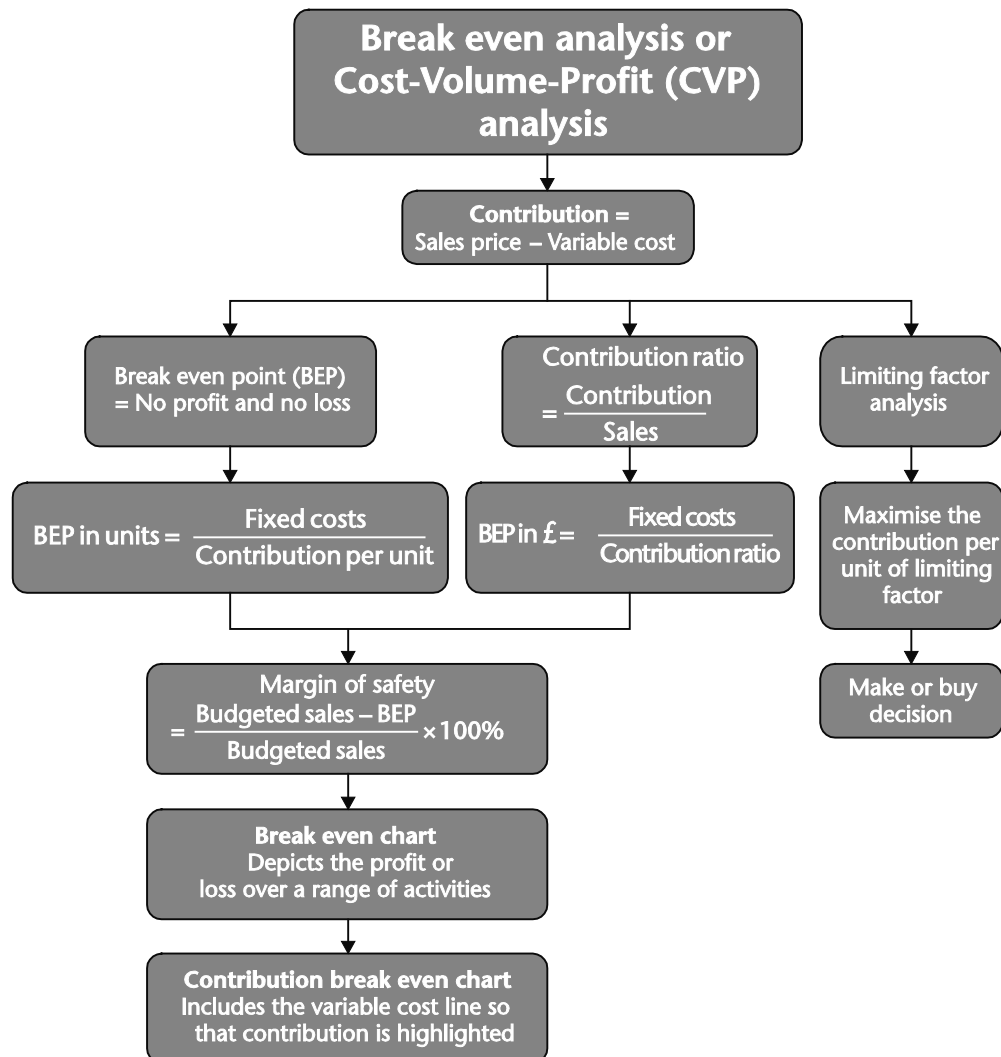 Break even analysis or
Cost-Volume-Profit (CVP)
analysis
Contribution =
Sales price – Variable cost
Break even point (BEP)
= No profit and no loss
Contribution ratio
= Contribution
Sales
Limiting factor
analysis
BEP in units = Fixed costs
Contribution per unit
BEP in £ = Fixed costs
Contribution ratio
Maximise the
contribution per
unit of limiting
factor
Margin of safety
= Budgeted sales – BEP × 100%
Budgeted sales
Make or buy
decision
Break even chart
Depicts the profit or
loss over a range of activities
Contribution break even chart
Includes the variable cost line so
that contribution is highlighted